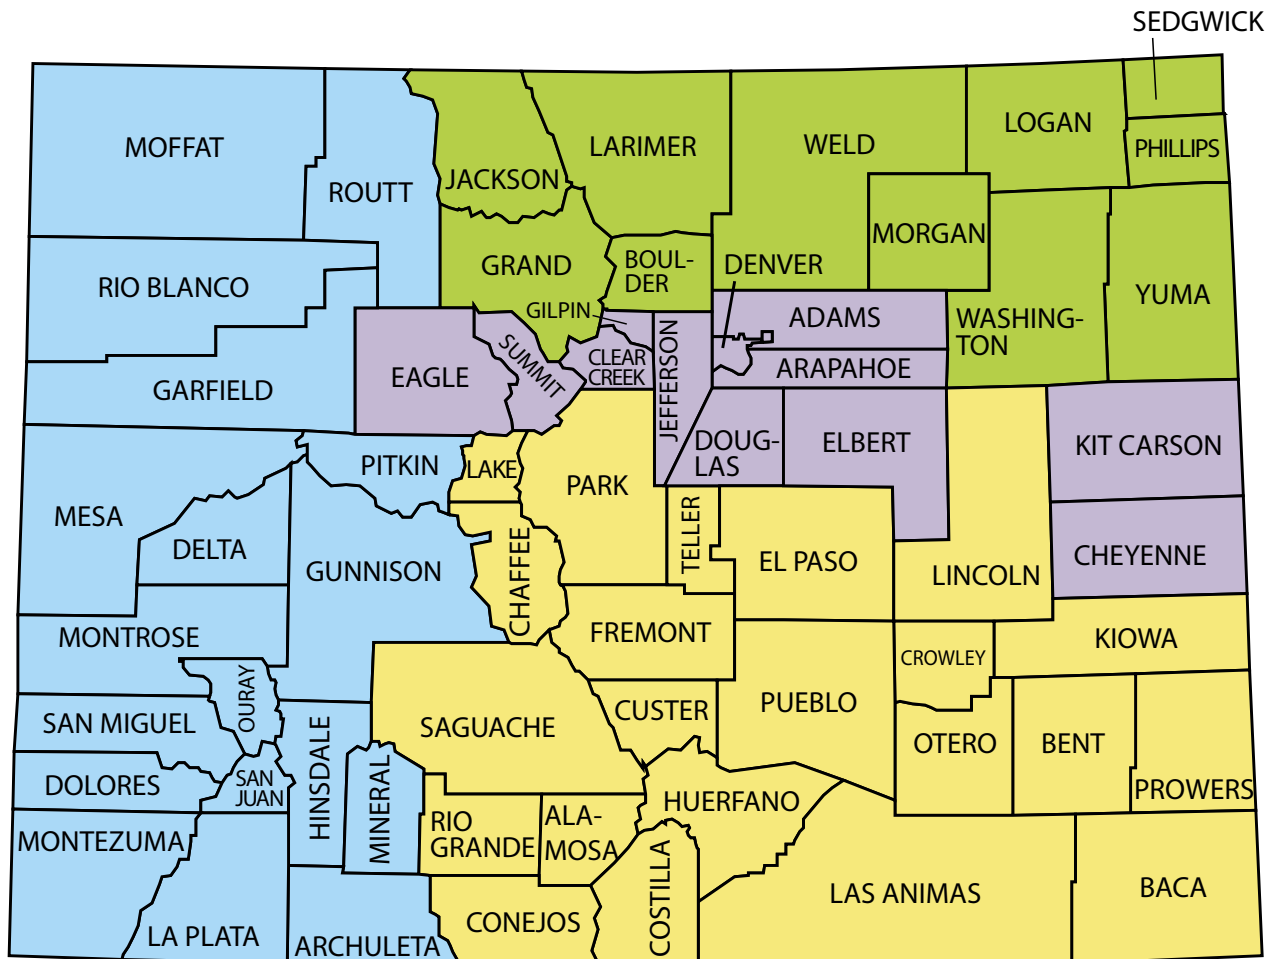 SEDGWICK
MOFFAT
ROUTT
JACKSON
LARIMER
WELD
LOGAN
PHILLIPS
RIO BLANCO
GRAND
BOUL-
DER
DENVER
MORGAN
YUMA
GILPIN
ADAMS
WASHING-
TON
GARFIELD
EAGLE
SUMMIT
CLEAR
CREEK
JEFFERSON
ARAPAHOE
MESA
PITKIN
LAKE
PARK
DOUG-
LAS
ELBERT
KIT CARSON
DELTA
GUNNISON
CHAFFEE
TELLER
EL PASO
LINCOLN
CHEYENNE
MONTROSE
OURAY
FREMONT
CROWLEY
KIOWA
SAN MIGUEL
HINSDALE
SAGUACHE
CUSTER
PUEBLO
OTERO
BENT
PROWERS
DOLORES
SAN
JUAN
MINERAL
RIO
GRANDE
ALA-
MOSA
HUERFANO
MONTEZUMA
LA PLATA
ARCHULETA
CONEJOS
COSTILLA
LAS ANIMAS
BACA